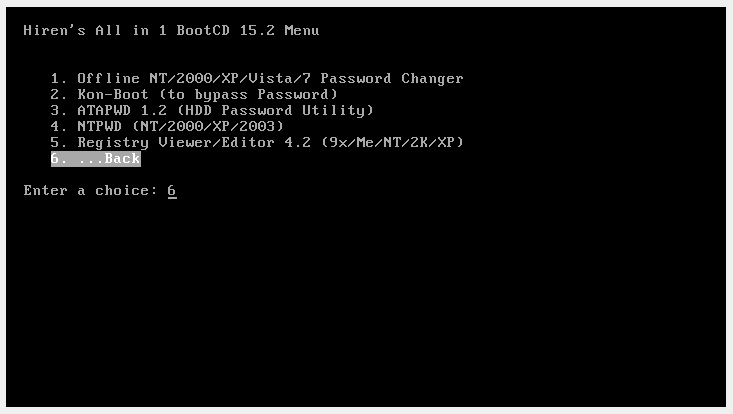 Hiren's All in 1 BootCD 15.2 Menu
1. Offline NT/2000/XP/Vista/7 Password Changer
2. Kon-Boot (to bypass Password)
3. ATAPWD 1.2 (HDD Password Utility)
4. NTPWD (NT/2000/XP/2003)
5. Registry Viewer/Editor 4.2 (9x/Me/NT/2K/XP)
6. ...Back
Enter a choice: 6